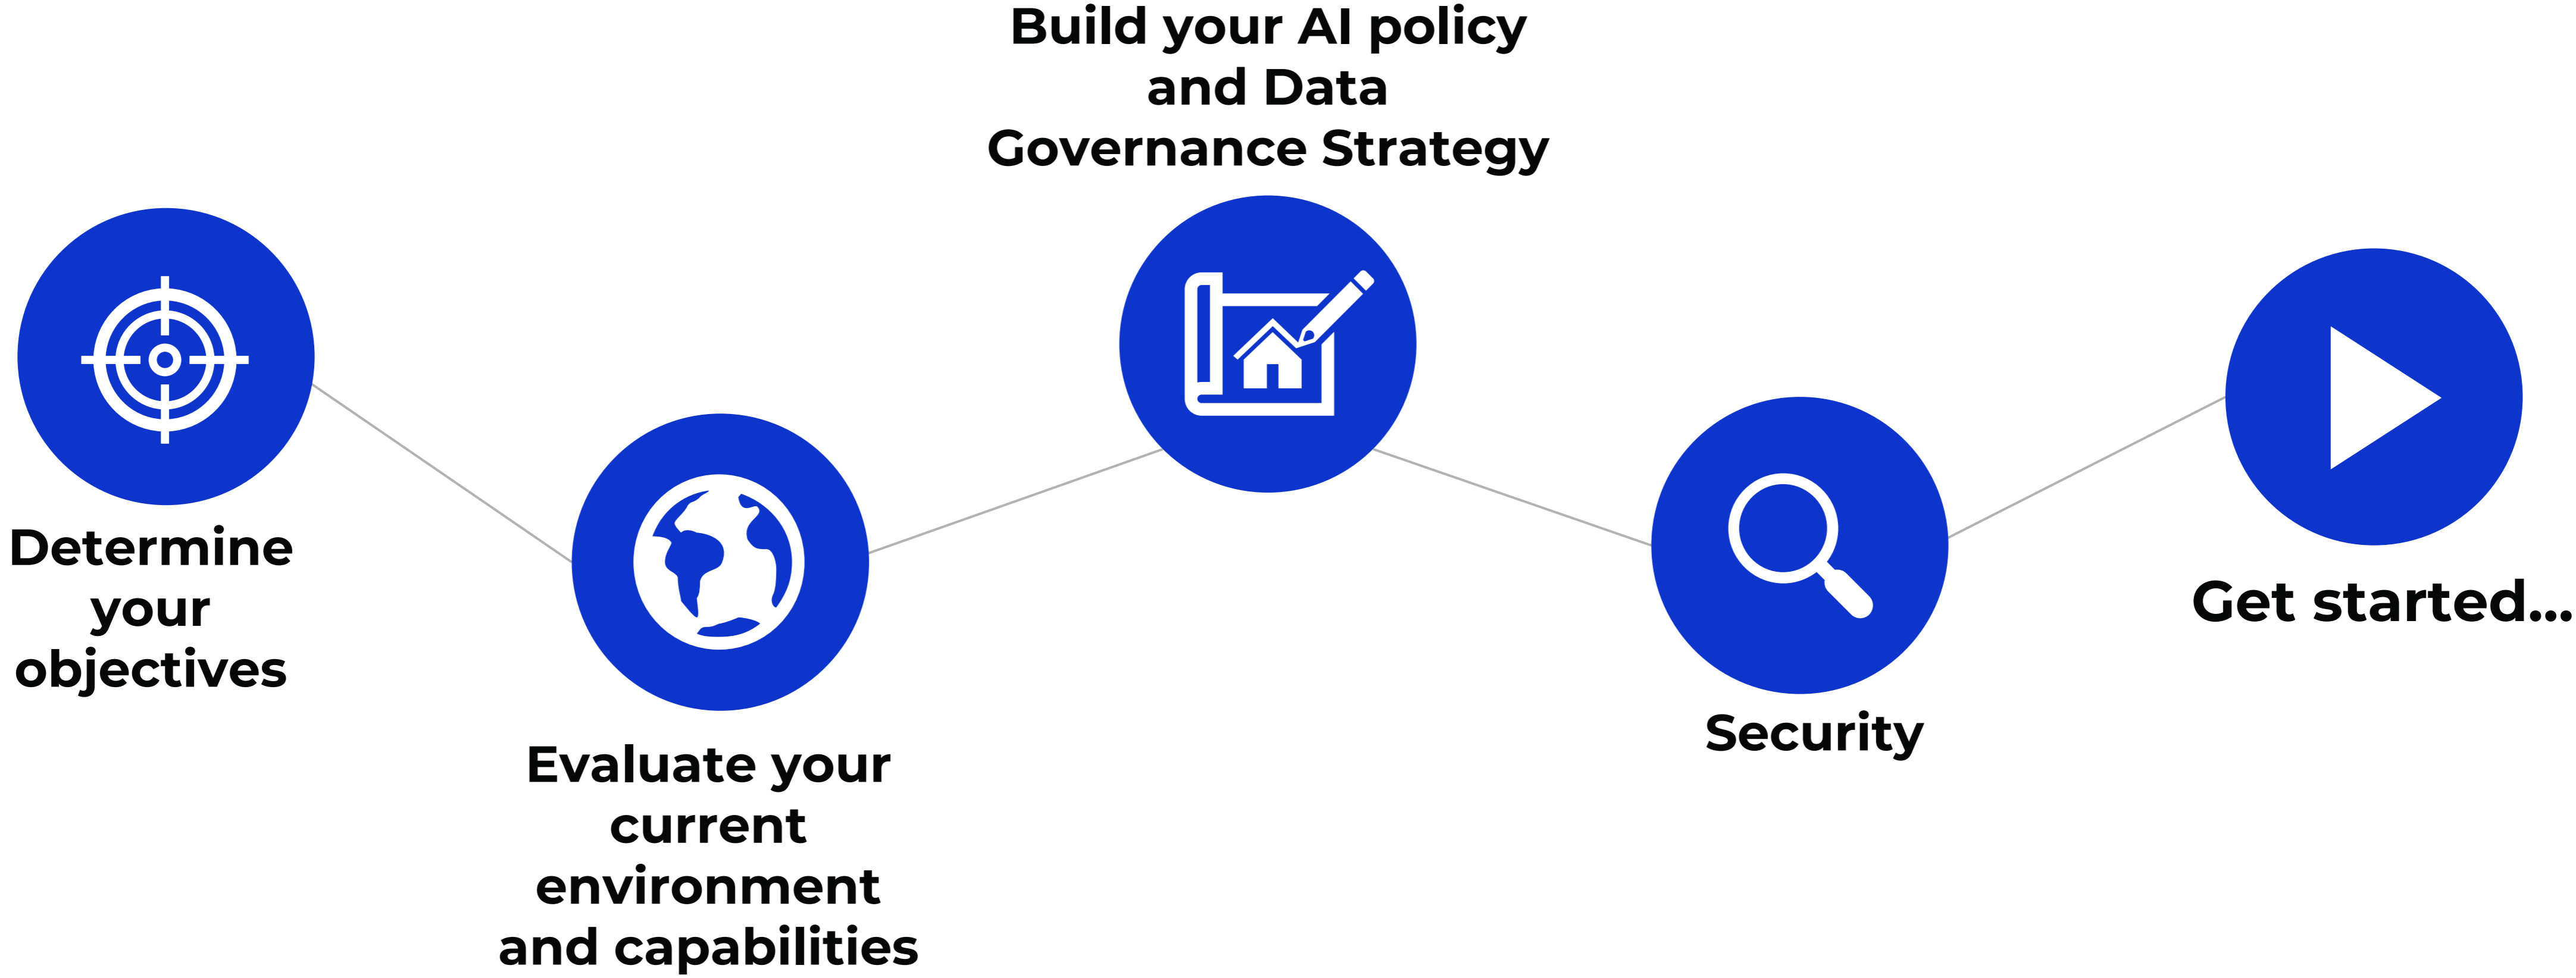 Determine
your
objectives
Evaluate your
current
environment
and capabilities
Build your AI policy
and Data
Governance Strategy
Security
Get started...